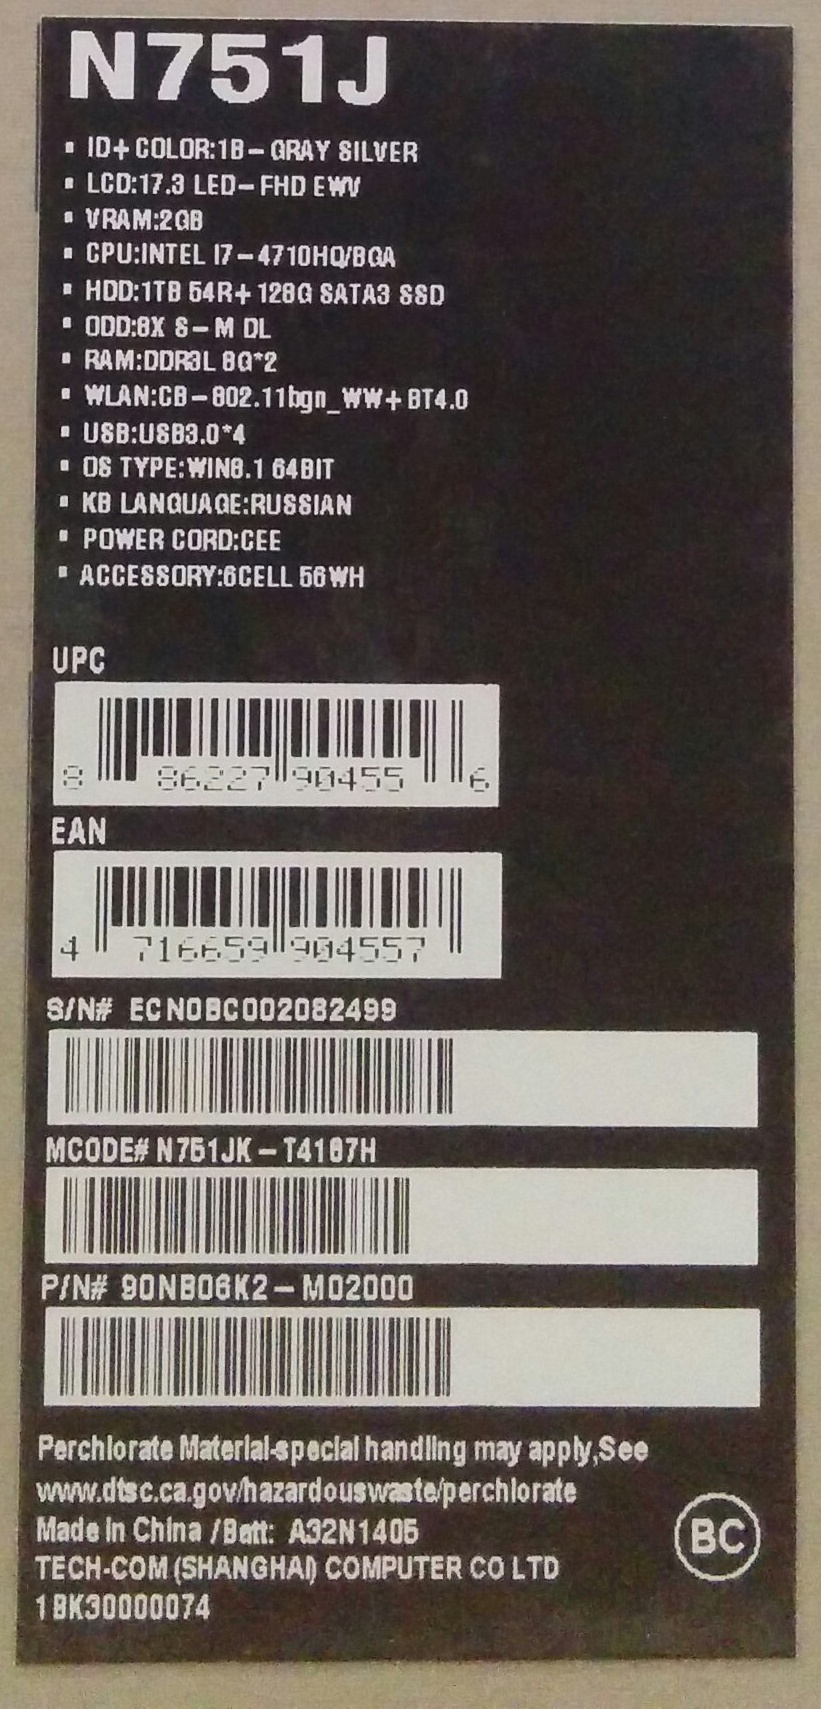 N751J
▪ ID+COLOR:1B-GRAY SILVER
▪ LCD:17.3 LED-FHD EWV
▪ VRAM:2GB
▪ CPU:INTEL I7-4710HQ/BGA
▪ HDD:1TB 54R+128G SATA3 SSD
▪ ODD:8X S-M DL
▪ RAM:DDR3L 8G*2
▪ WLAN:CB-802.11bgn_WW+BT4.0
▪ USB:USB3.0*4
▪ OS TYPE:WIN8.1 64BIT
▪ KB LANGUAGE:RUSSIAN
▪ POWER CORD:CEE
▪ ACCESSORY:6CELL 56WH
UPC
8 86227 90455 6
EAN
4 716659 904557
S/N# ECN0BC002082499
MCODE# N751JK-T4187H
P/N# 90NB06K2-M02000
Perchlorate Material-special handling may apply,See
www.dtsc.ca.gov/hazardouswaste/perchlorate
Made in China /Batt: A32N1405
BC
TECH-COM (SHANGHAI) COMPUTER CO LTD
18K30000074